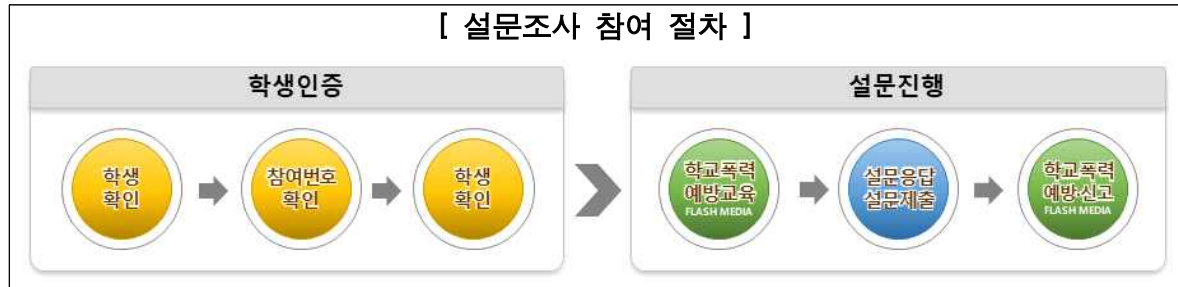 [ 설문조사 참여 절차 ]
학생인증
학생
확인
참여번호
확인
학생
확인
설문진행
학교폭력
예방교육
FLASH MEDIA
설문응답
설문제출
학교폭력
예방·신고
FLASH MEDIA